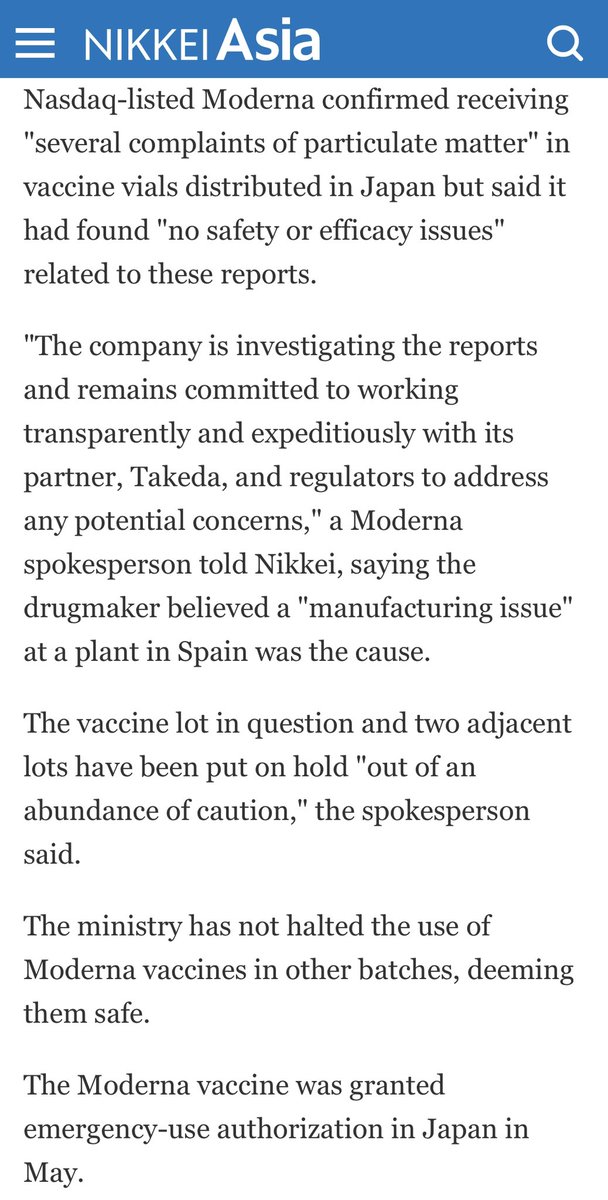 NIKKEI Asia
Nasdaq-listed Moderna confirmed receiving
"several complaints of particulate matter" in
vaccine vials distributed in Japan but said it
had found "no safety or efficacy issues"
related to these reports.
"The company is investigating the reports
and remains committed to working
transparently and expeditiously with its
partner, Takeda, and regulators to address
any potential concerns," a Moderna
spokesperson told Nikkei, saying the
drugmaker believed a "manufacturing issue"
at a plant in Spain was the cause.
The vaccine lot in question and two adjacent
lots have been put on hold "out of an
abundance of caution," the spokesperson
said.
The ministry has not halted the use of
Moderna vaccines in other batches, deeming
them safe.
The Moderna vaccine was granted
emergency-use authorization in Japan in
May.